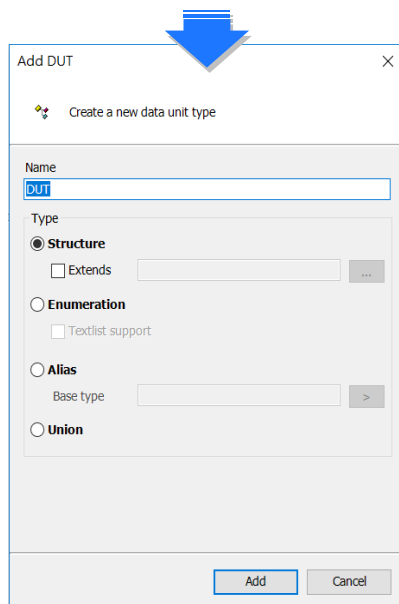 Add DUT
Create a new data unit type
Name
DUT
Type
Structure
Extends
...
Enumeration
Textlist support
Alias
Base type
>
Union
Add Cancel